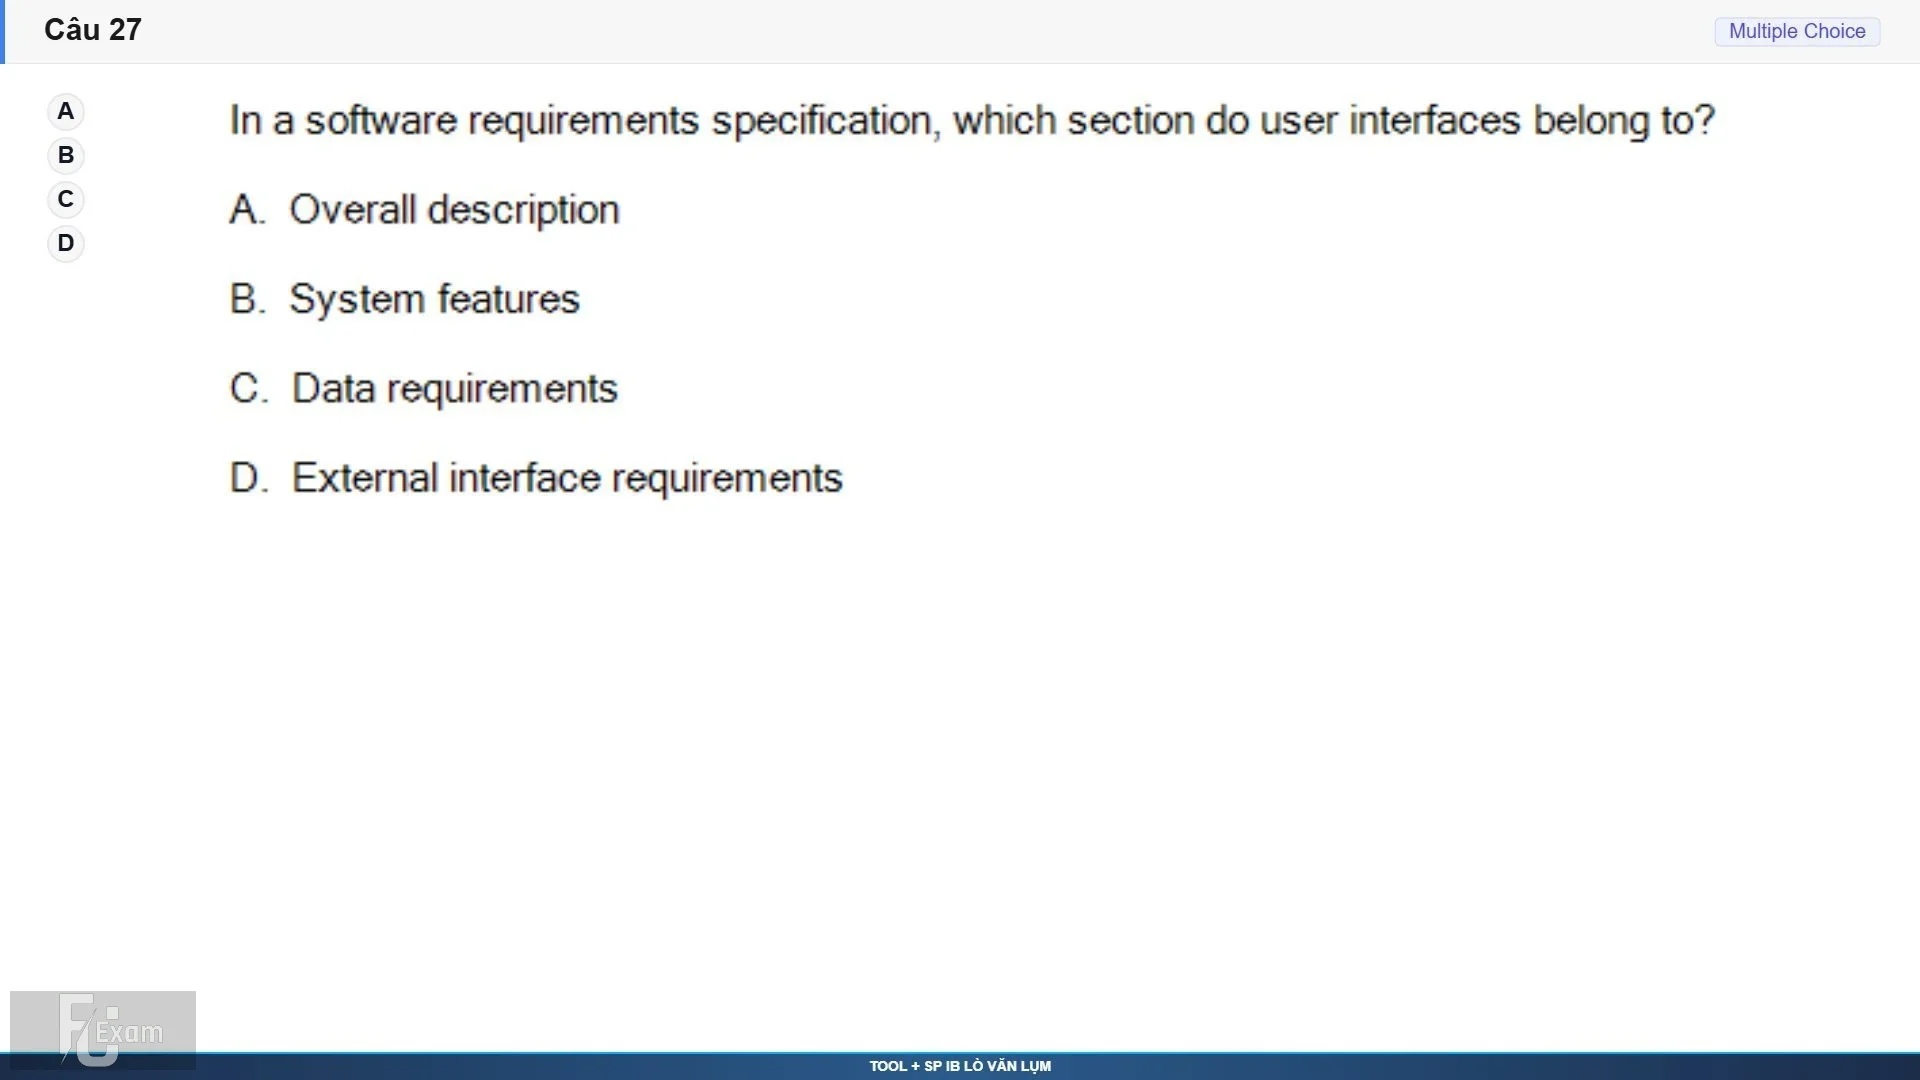 Câu 27
Multiple Choice
A
B
C
D
In a software requirements specification, which section do user interfaces belong to?
A. Overall description
B. System features
C. Data requirements
D. External interface requirements
FU Exam
TOOL + SP IB LÒ VĂN LỤM